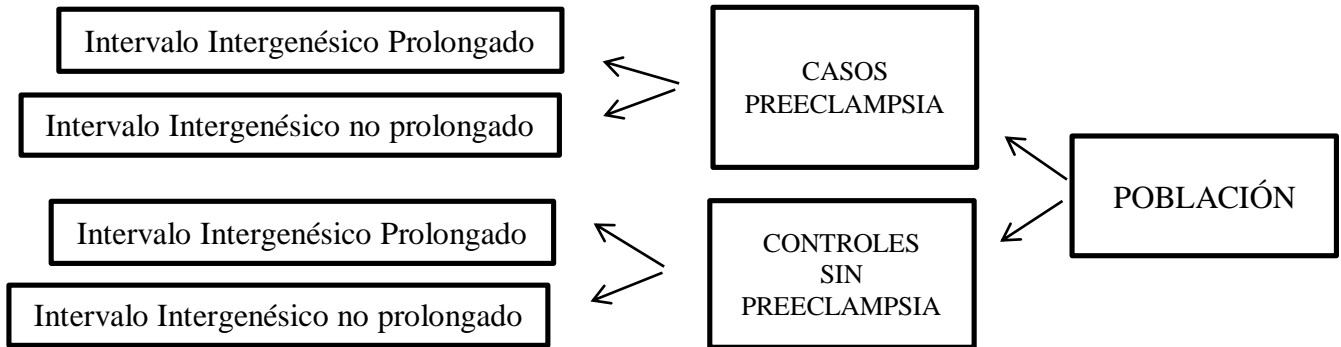 Intervalo Intergenésico Prolongado
Intervalo Intergenésico no prolongado
CASOS
PREECLAMPSIA
POBLACIÓN
Intervalo Intergenésico Prolongado
Intervalo Intergenésico no prolongado
CONTROLES
SIN
PREECLAMPSIA